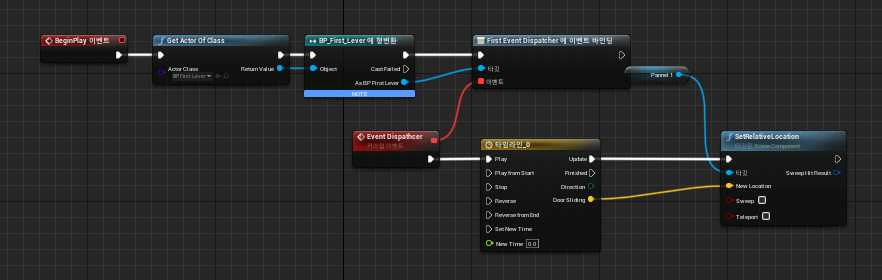 BeginPlay 이벤트
Get Actor Of Class
Actor Class
BP First Lever
Return Value
BP_First_Lever 에 형변환
Object
Cast Failed
As BP First Lever
NOTE
First Event Dispatcher 에 이벤트 바인딩
타깃
이벤트
Pannel 1
Event Dispathcer
커스텀 이벤트
타임라인_0
Play
Update
Play from Start
Finished
Stop
Direction
Reverse
Door Sliding
Reverse from End
Set New Time
New Time 0.0
SetRelativeLocation
타깃은 Scene Component
타깃
Sweep Hit Result
New Location
Sweep
Teleport